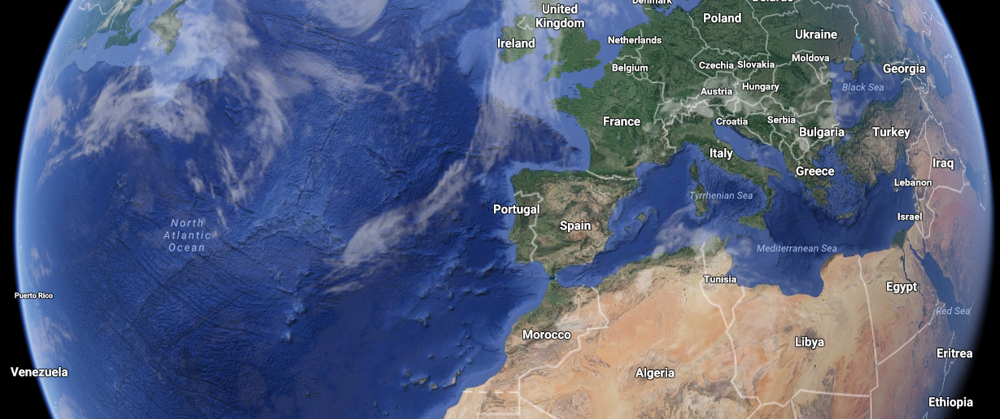 Denmark
United
Kingdom
Poland
Ireland
Netherlands
Ukraine
Belgium
Czechia
Slovakia
Moldova
Georgia
Austria
Hungary
Black Sea
France
Croatia
Serbia
Bulgaria
Turkey
Italy
Greece
Iraq
Lebanon
Tyrrhenian Sea
Portugal
Spain
Israel
North
Atlantic
Ocean
Mediterranean Sea
Tunisia
Egypt
Puerto Rico
Red Sea
Morocco
Libya
Eritrea
Venezuela
Algeria
Ethiopia